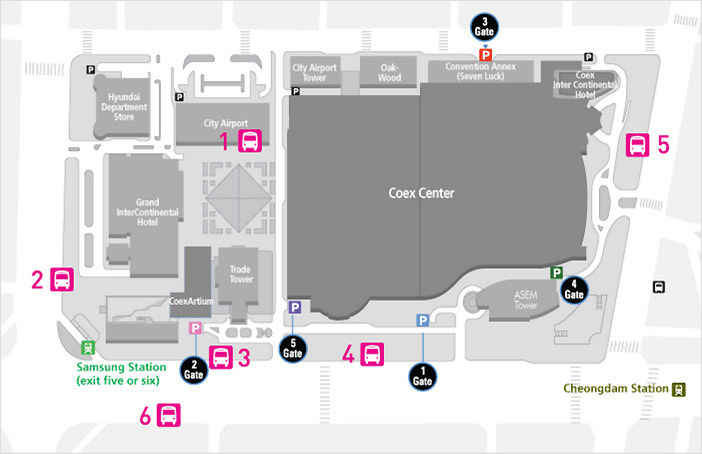 3
Gate
P
P
P
P
P
P
Hyundai
Department
Store
City Airport
Tower
Oak-
Wood
Convention Annex
(Seven Luck)
Coex
Inter Continental
Hotel
City Airport
1
5
Coex Center
Grand
InterContinental
Hotel
2
Trade
Tower
CoexArtium
P
4
Gate
ASEM
Tower
P
P
P
5
Gate
1
Gate
2
Gate
3
4
Samsung Station
(exit five or six)
Cheongdam Station
6